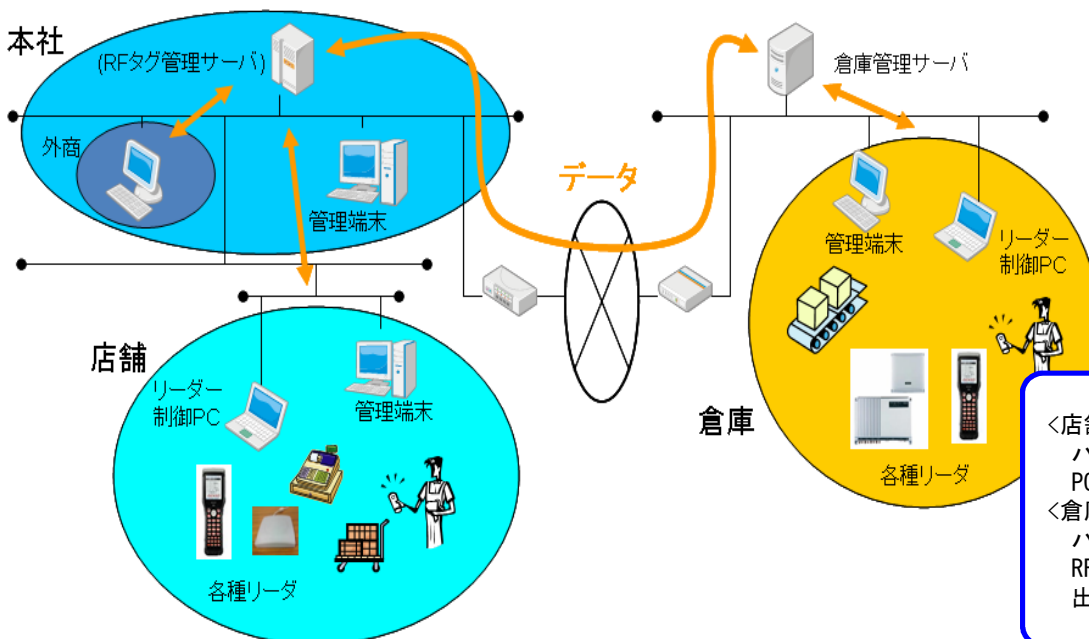 本社
(RFタグ管理サーバ)
外商
管理端末
データ
倉庫管理サーバ
管理端末
リーダー
制御PC
各種リーダ
倉庫
店舗
リーダー
制御PC
管理端末
各種リーダ
<店
PO
<倉
RF
出